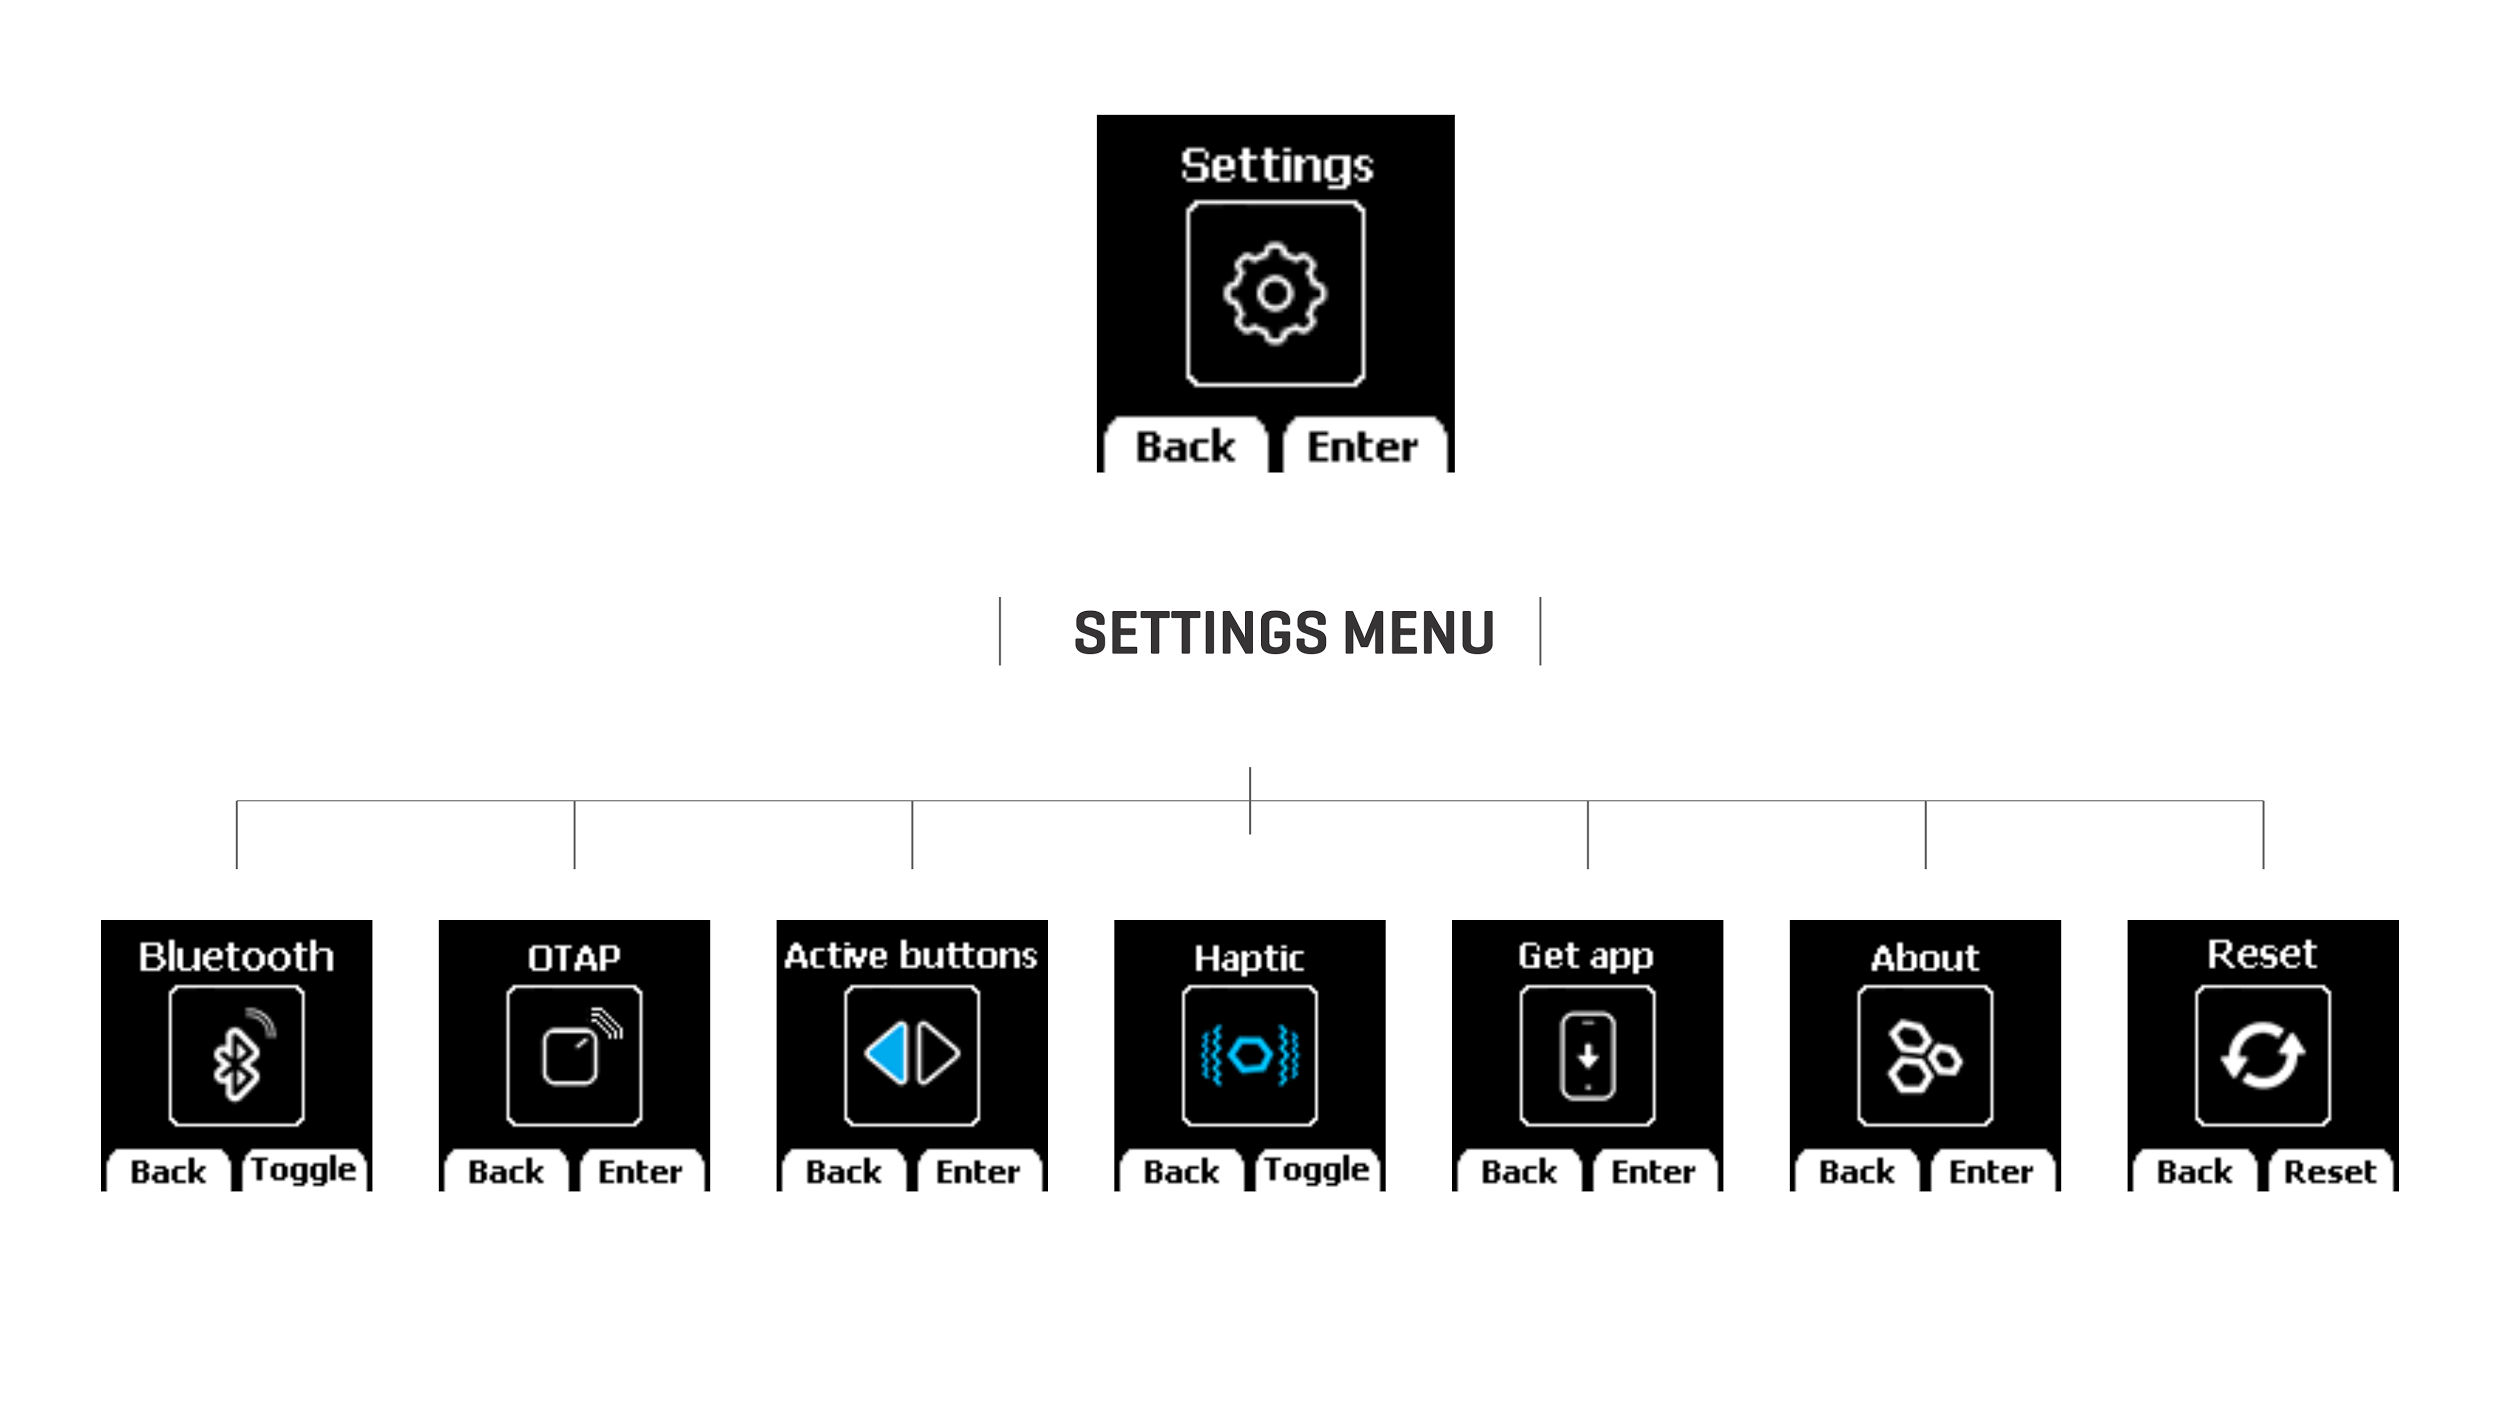 Settings
Back Enter
SETTINGS MENU
Bluetooth
Back Toggle
OTAP
Back Enter
Active buttons
Back Enter
Haptic
Back Toggle
Get app
Back Enter
About
Back Enter
Reset
Back Reset